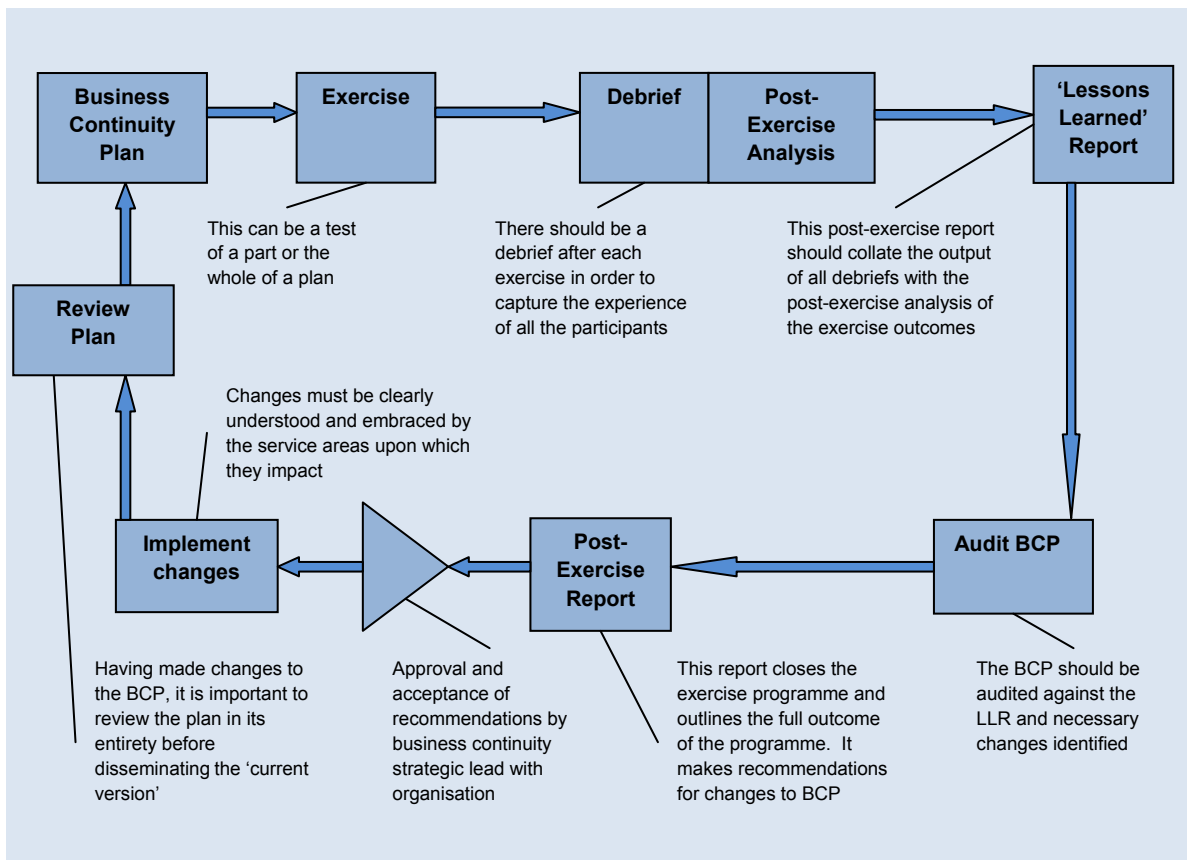 Business
Continuity
Plan
Exercise
Debrief
Post-
Exercise
Analysis
‘Lessons
Learned’
Report
This can be a test
of a part or the
whole of a plan
There should be a
debrief after each
exercise in order to
capture the experience
of all the participants
This post-exercise report
should collate the output
of all debriefs with the
post-exercise analysis of
the exercise outcomes
Review
Plan
Changes must be clearly
understood and embraced by
the service areas upon which
they impact
Implement
changes
Post-
Exercise
Report
Audit BCP
Having made changes to
the BCP, it is important to
review the plan in its
entirety before
disseminating the ‘current
version’
Approval and
acceptance of
recommendations by
business continuity
strategic lead with
organisation
This report closes the
exercise programme and
outlines the full outcome
of the programme.  It
makes recommendations
for changes to BCP
The BCP should be
audited against the
LLR and necessary
changes identified